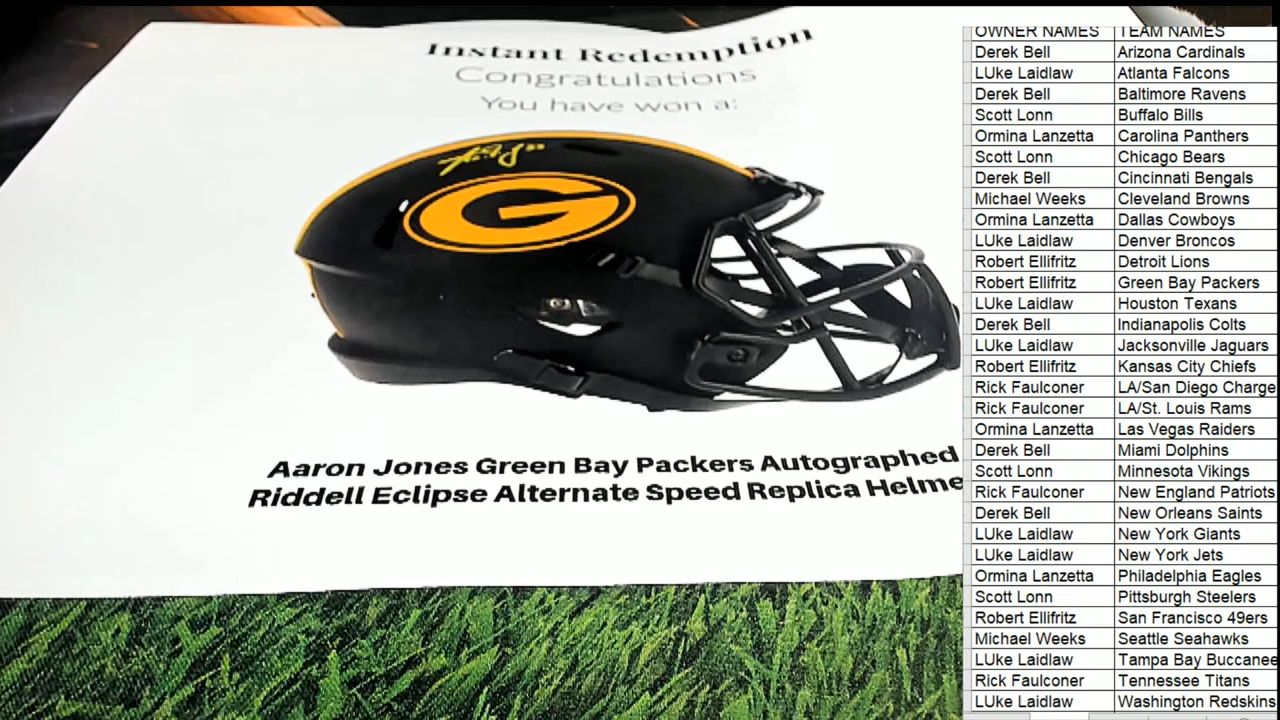 Instant Redemption
Congratulations
You have won a:
G
Aaron Jones Green Bay Packers Autographed
Riddell Eclipse Alternate Speed Replica Helme
OWNER NAMES TEAM NAMES
Derek Bell Arizona Cardinals
LUke Laidlaw Atlanta Falcons
Derek Bell Baltimore Ravens
Scott Lonn Buffalo Bills
Ormina Lanzetta Carolina Panthers
Scott Lonn Chicago Bears
Derek Bell Cincinnati Bengals
Michael Weeks Cleveland Browns
Ormina Lanzetta Dallas Cowboys
LUke Laidlaw Denver Broncos
Robert Ellifritz Detroit Lions
Robert Ellifritz Green Bay Packers
LUke Laidlaw Houston Texans
Derek Bell Indianapolis Colts
LUke Laidlaw Jacksonville Jaguars
Robert Ellifritz Kansas City Chiefs
Rick Faulconer LA/San Diego Charge
Rick Faulconer LA/St. Louis Rams
Ormina Lanzetta Las Vegas Raiders
Derek Bell Miami Dolphins
Scott Lonn Minnesota Vikings
Rick Faulconer New England Patriots
Derek Bell New Orleans Saints
LUke Laidlaw New York Giants
LUke Laidlaw New York Jets
Ormina Lanzetta Philadelphia Eagles
Scott Lonn Pittsburgh Steelers
Robert Ellifritz San Francisco 49ers
Michael Weeks Seattle Seahawks
LUke Laidlaw Tampa Bay Buccanee
Rick Faulconer Tennessee Titans
LUke Laidlaw Washington Redskins